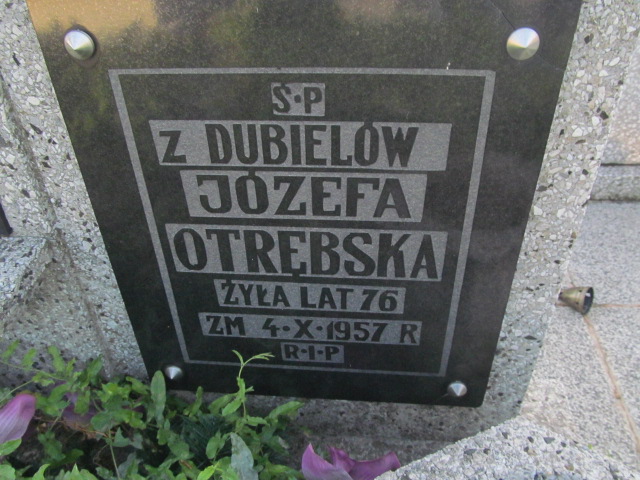 Ś·P
z DUBIELÓW
JÓZEFA
OTRĘBSKA
ŻYŁA LAT 76
ZM 4·X·1957 R
R·I·P